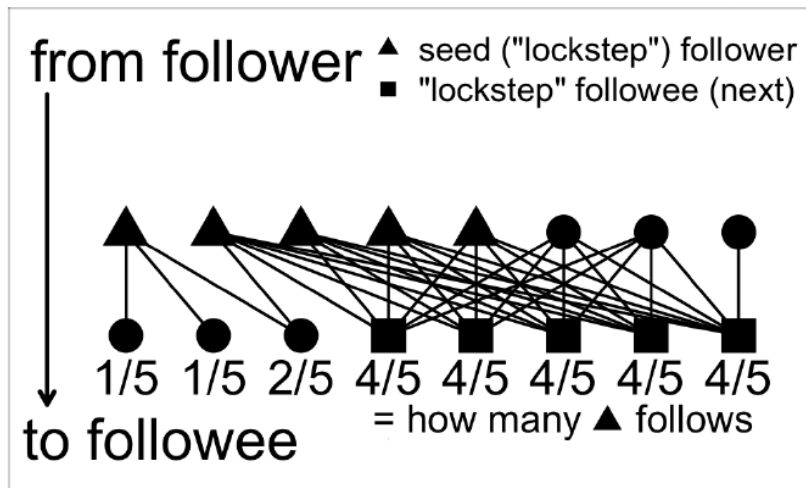 from follower
▲ seed ("lockstep") follower
■ "lockstep" followee (next)
1/5 1/5 2/5 4/5 4/5 4/5 4/5 4/5
= how many ▲ follows
to followee